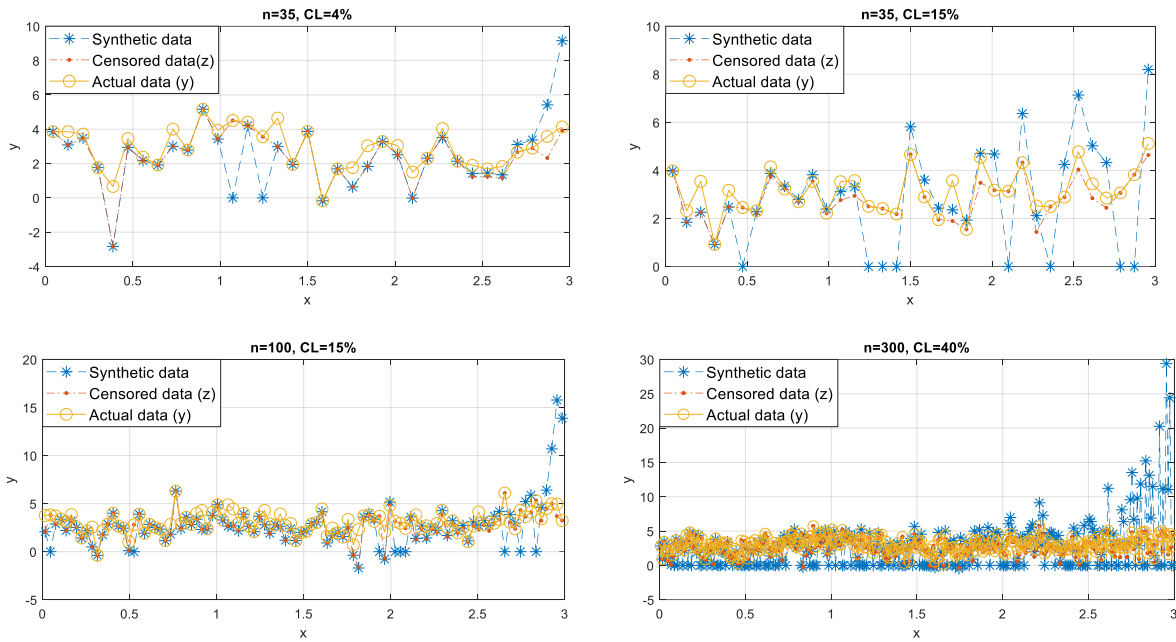 n=35, CL=4%
10
8
6
4
2
0
-2
-4
y
Synthetic data
Censored data(z)
Actual data (y)
0 0.5 1 1.5 2 2.5 3
x
n=35, CL=15%
10
8
6
4
2
0
y
Synthetic data
Censored data (z)
Actual data (y)
0 0.5 1 1.5 2 2.5 3
x
n=100, CL=15%
20
15
10
5
0
-5
y
Synthetic data
Censored data (z)
Actual data (y)
0 0.5 1 1.5 2 2.5 3
x
n=300, CL=40%
30
25
20
15
10
5
0
-5
y
Synthetic data
Censored data (z)
Actual data (y)
0 0.5 1 1.5 2 2.5 3
x